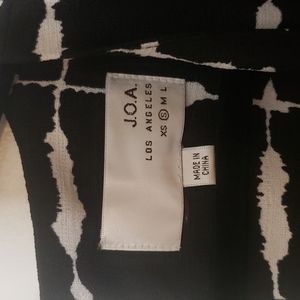 J.O.A.
LOS ANGELES
XS S M L
MADE IN
CHINA